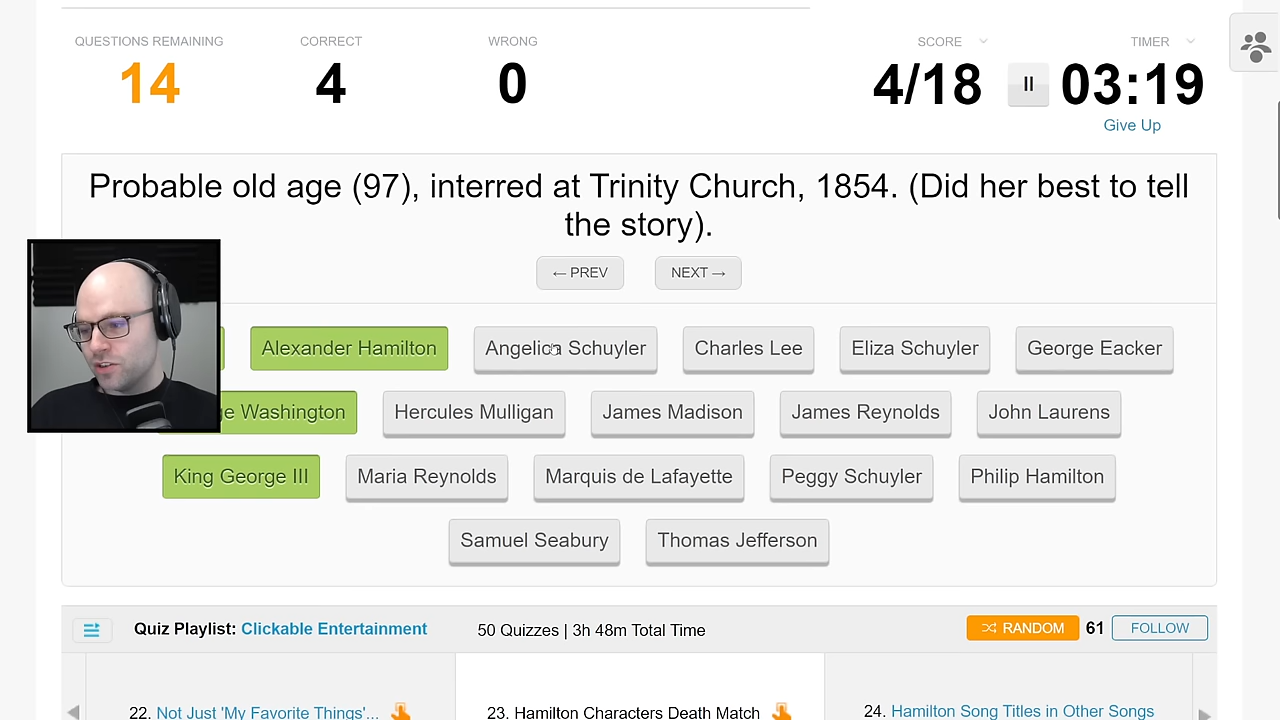 QUESTIONS REMAINING CORRECT WRONG SCORE TIMER
14 4 0 4/18 03:19
Give Up
Probable old age (97), interred at Trinity Church, 1854. (Did her best to tell
the story).
← PREV NEXT →
Alexander Hamilton Angelica Schuyler Charles Lee Eliza Schuyler George Eacker
ge Washington Hercules Mulligan James Madison James Reynolds John Laurens
King George III Maria Reynolds Marquis de Lafayette Peggy Schuyler Philip Hamilton
Samuel Seabury Thomas Jefferson
Quiz Playlist: Clickable Entertainment 50 Quizzes | 3h 48m Total Time RANDOM 61 FOLLOW
22. Not Just 'My Favorite Things'... 23. Hamilton Characters Death Match 24. Hamilton Song Titles in Other Songs